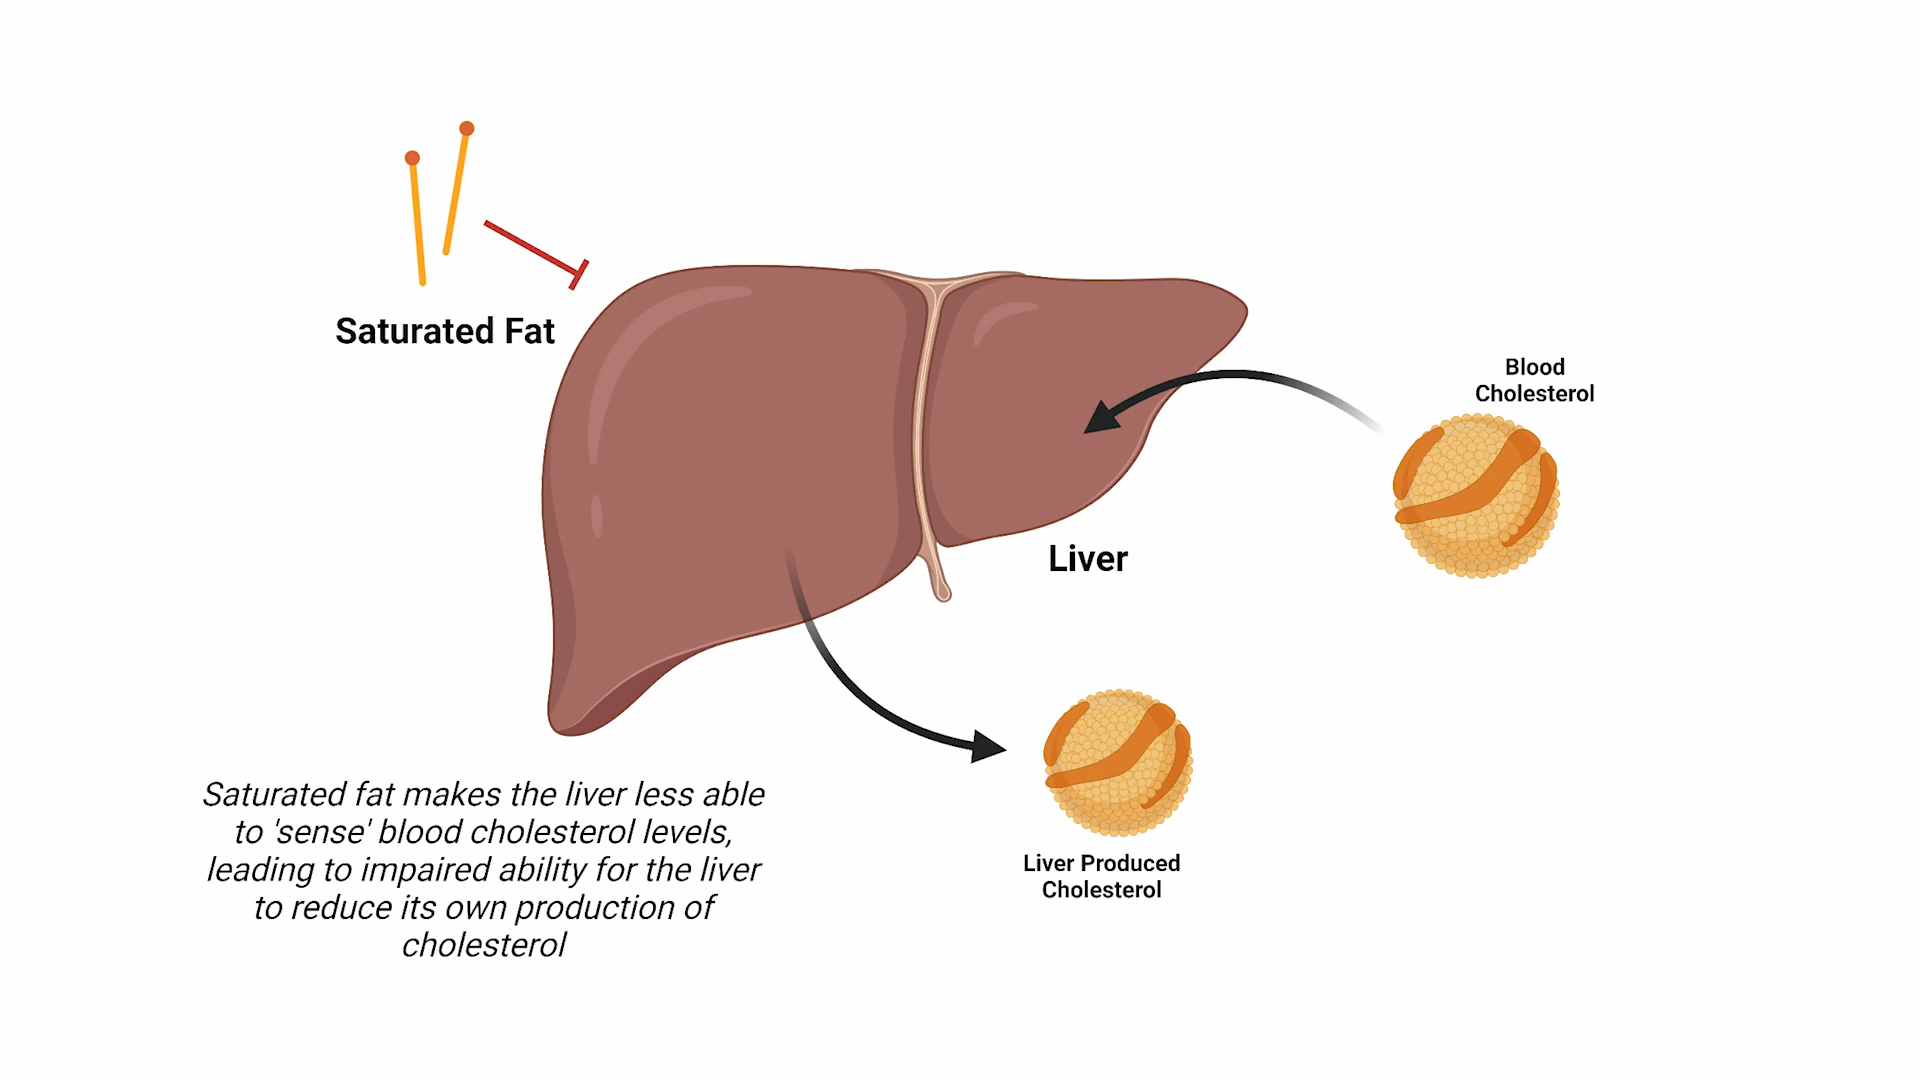 Saturated Fat
Blood
Cholesterol
Liver
Liver Produced
Cholesterol
Saturated fat makes the liver less able
to 'sense' blood cholesterol levels,
leading to impaired ability for the liver
to reduce its own production of
cholesterol